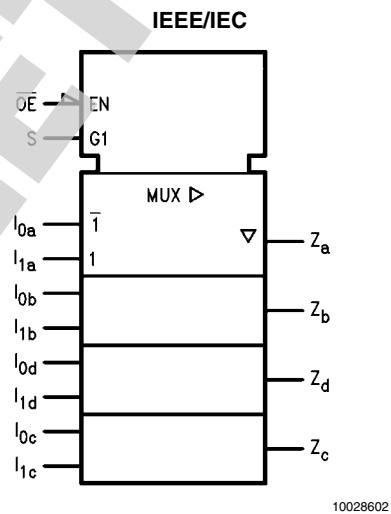 IEEE/IEC
O̅E̅ EN
S G1
MUX ▷
I0a 1̅ ▽ Za
I1a 1
I0b Zb
I1b
I0d Zd
I1d
I0c Zc
I1c
10028602